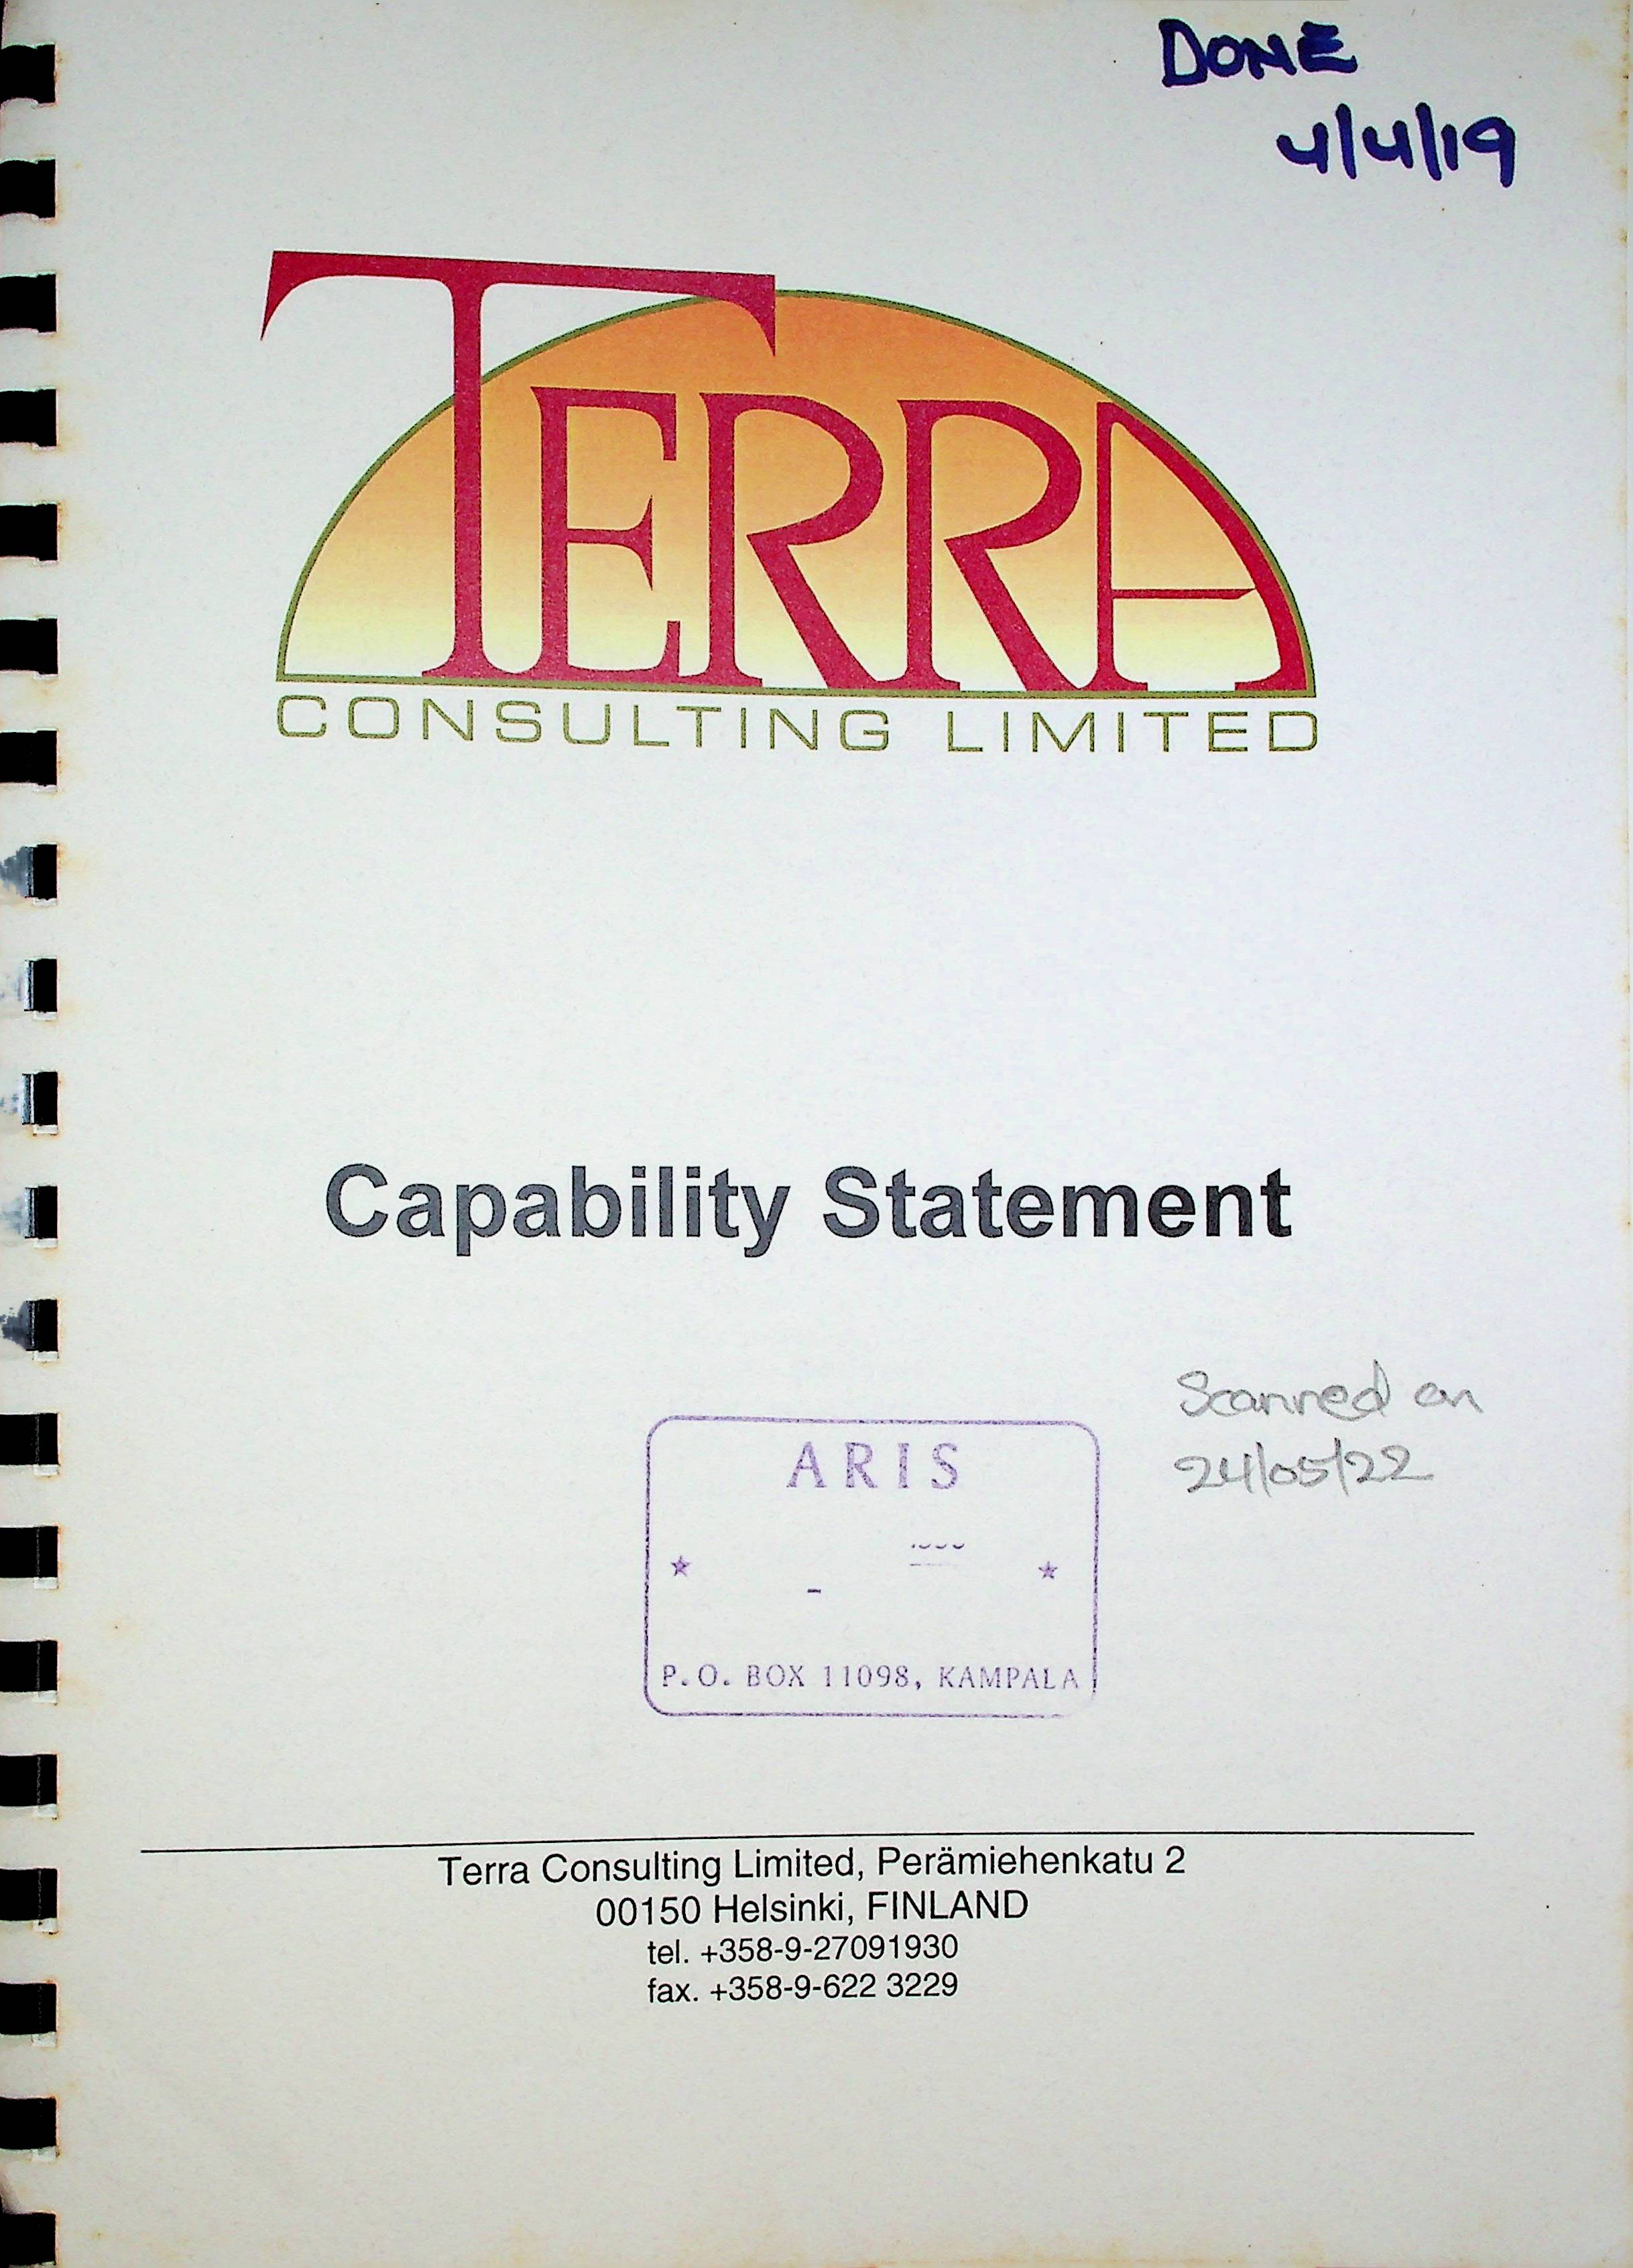 DONE
4/4/19
TERRA
CONSULTING LIMITED
Capability Statement
Scanned on
24/05/22
ARIS
P.O. BOX 11098, KAMPALA
Terra Consulting Limited, Perämiehenkatu 2
00150 Helsinki, FINLAND
tel. +358-9-27091930
fax. +358-9-622 3229